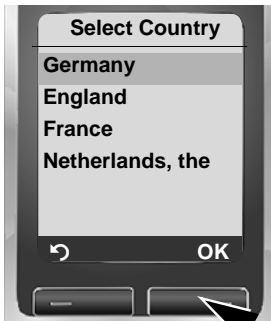 Select Country
Germany
England
France
Netherlands, the
OK